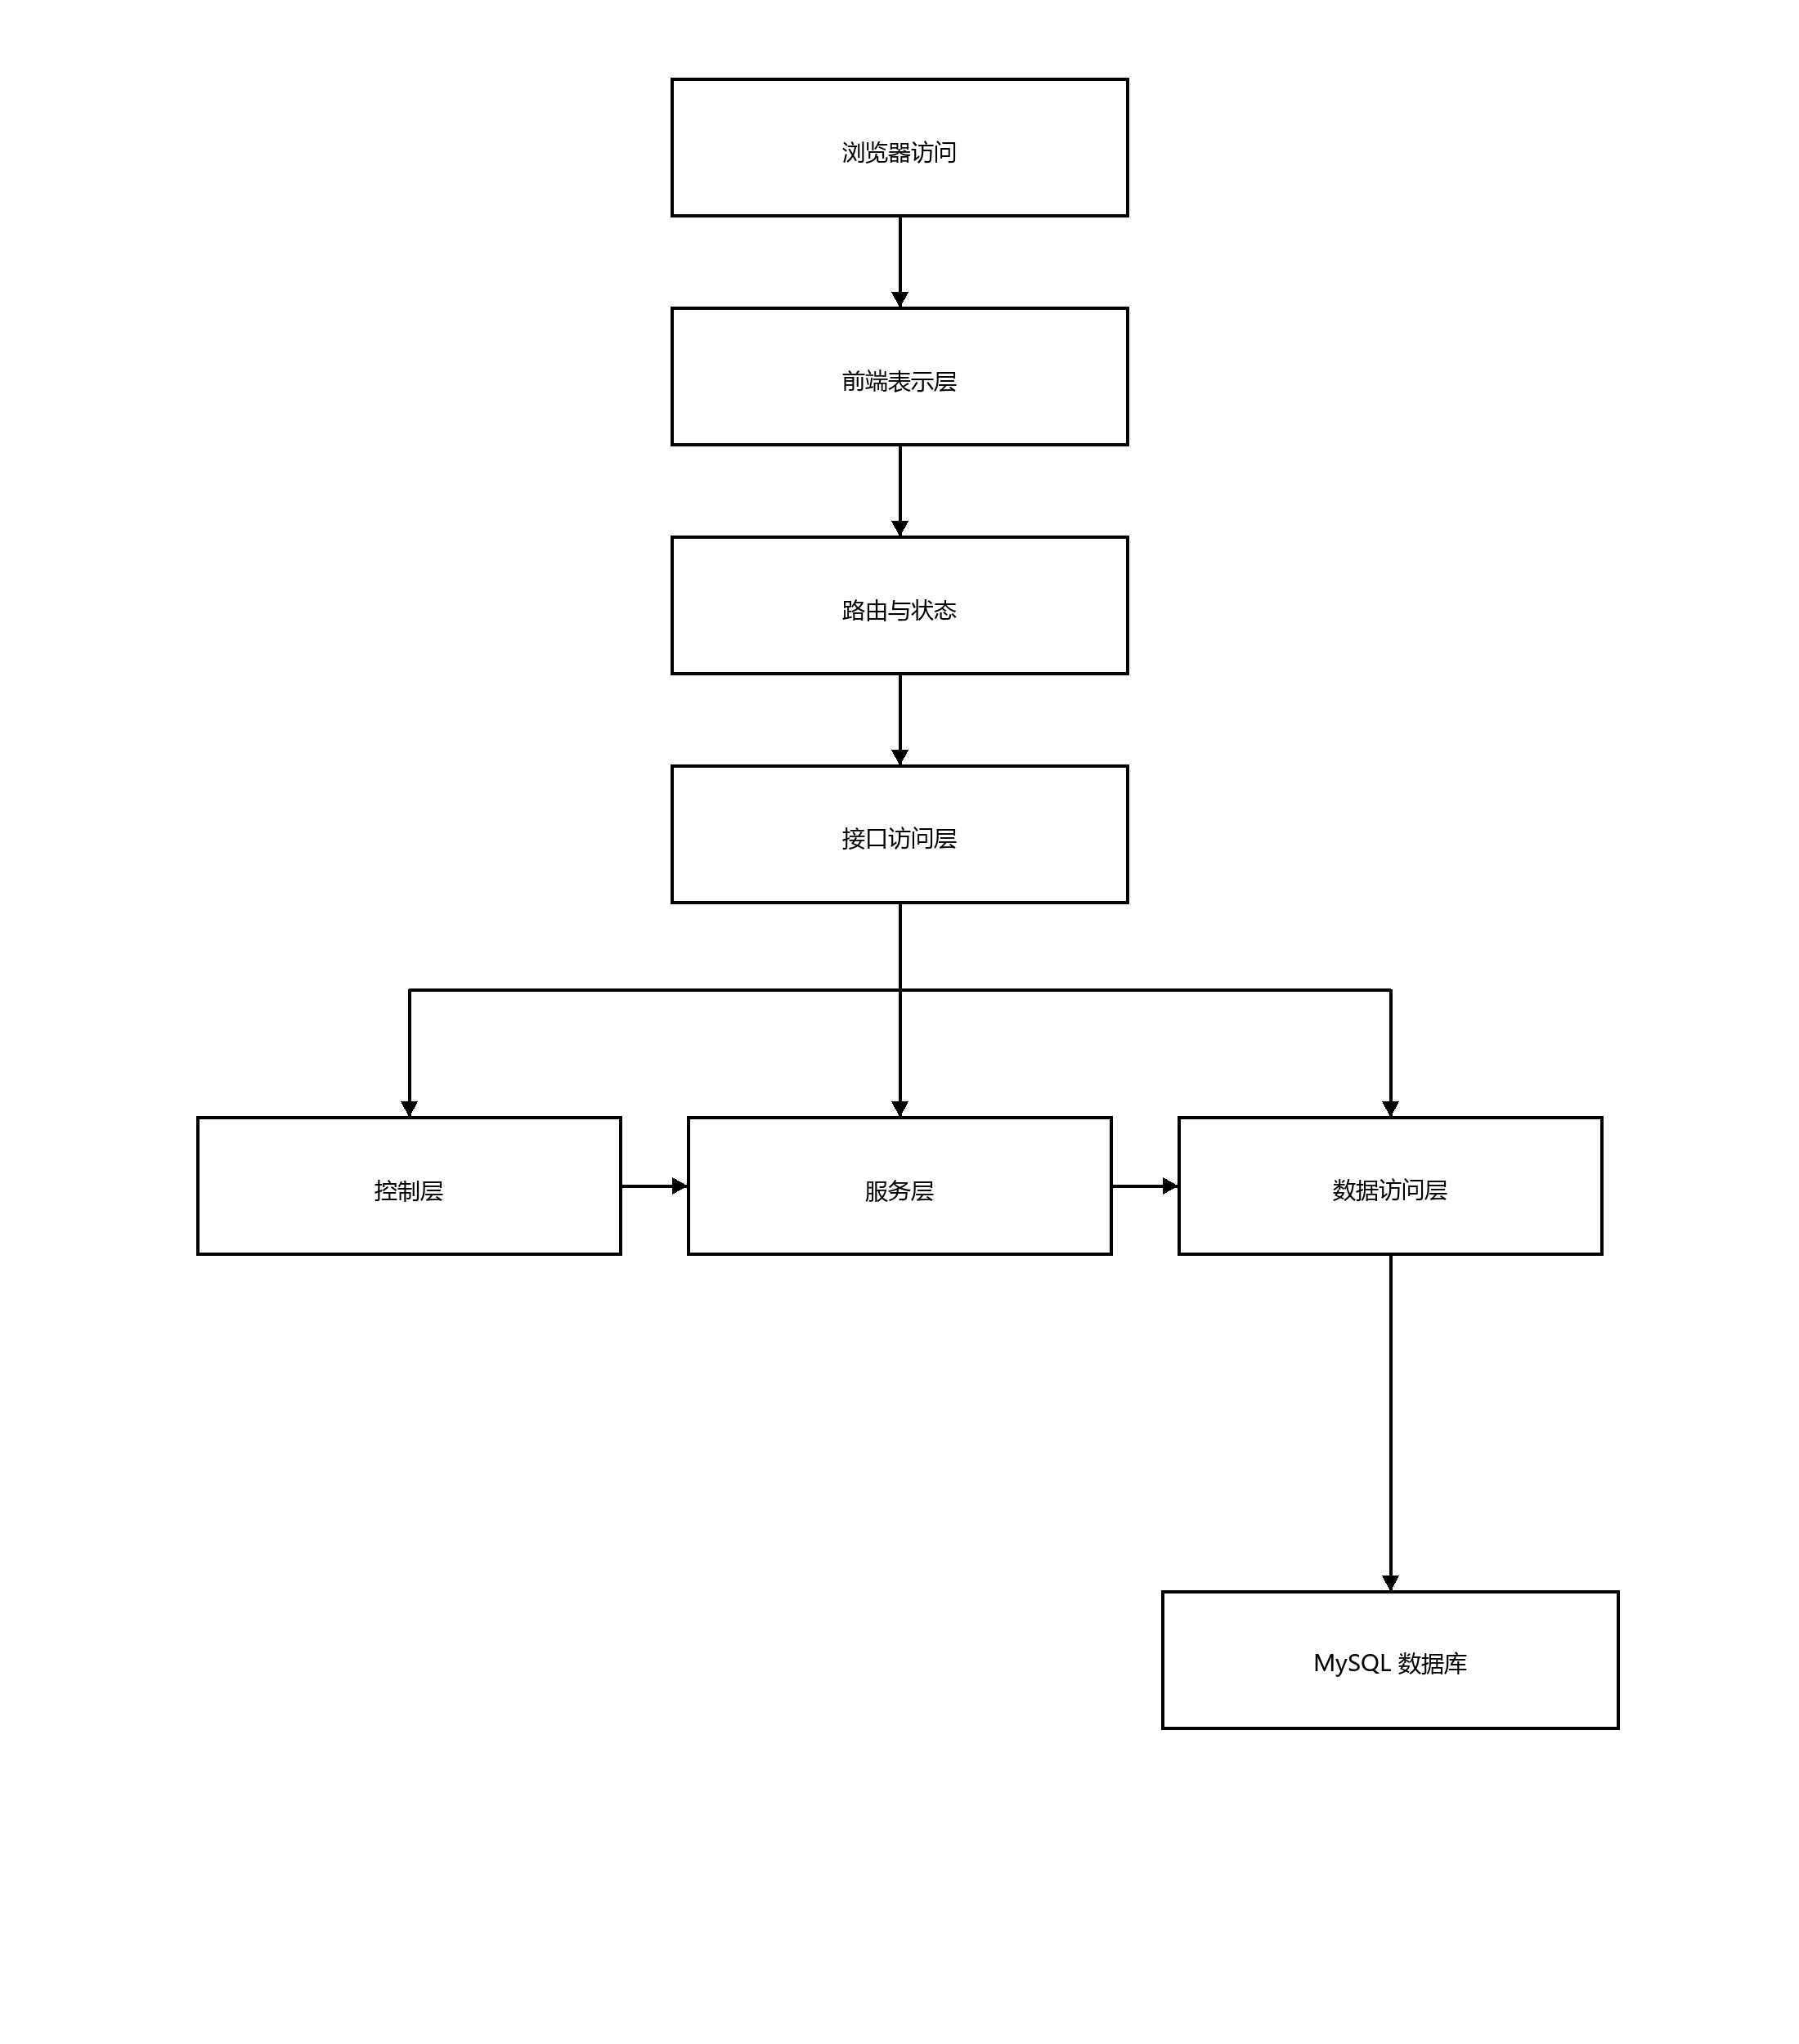 浏览器访问
前端表示层
路由与状态
接口访问层
控制层
服务层
数据访问层
MySQL 数据库